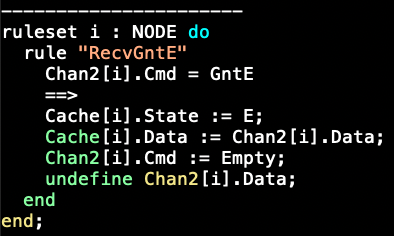 ----------------------
ruleset i : NODE do
  rule "RecvGntE"
    Chan2[i].Cmd = GntE
    ==>
    Cache[i].State := E;
    Cache[i].Data := Chan2[i].Data;
    Chan2[i].Cmd := Empty;
    undefine Chan2[i].Data;
  end
end;